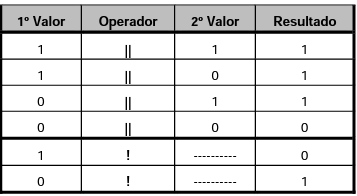 1º Valor Operador 2º Valor Resultado
1 || 1 1
1 || 0 1
0 || 1 1
0 || 0 0
1 ! ---------- 0
0 ! ---------- 1